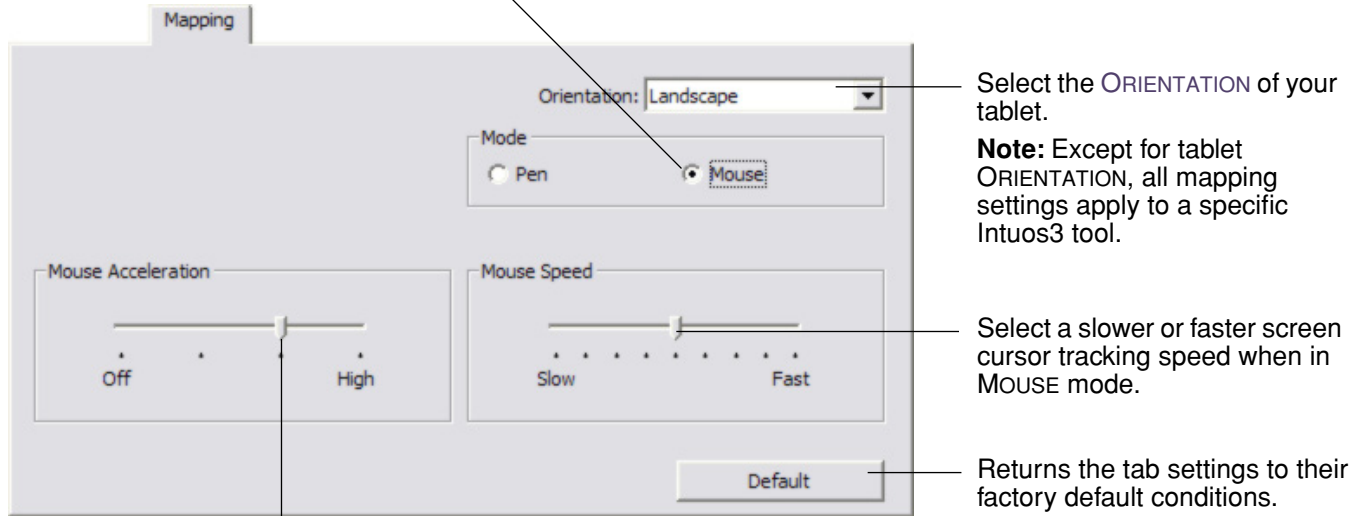 Mapping
Orientation: Landscape
Mode
Pen Mouse
Mouse Acceleration
Off High
Mouse Speed
Slow Fast
Default
Select the ORIENTATION of your
tablet.
Note: Except for tablet
ORIENTATION, all mapping
settings apply to a specific
Intuos3 tool.
Select a slower or faster screen
cursor tracking speed when in
MOUSE mode.
Returns the tab settings to their
factory default conditions.